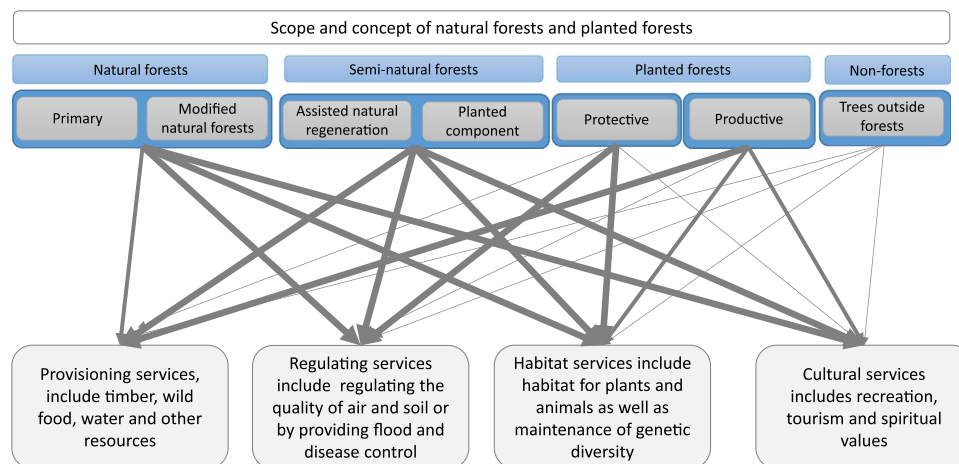 Scope and concept of natural forests and planted forests
Natural forests
Semi-natural forests
Planted forests
Non-forests
Primary
Modified
natural forests
Assisted natural
regeneration
Planted
component
Protective
Productive
Trees outside
forests
Provisioning services,
include timber, wild
food, water and other
resources
Regulating services
include regulating the
quality of air and soil or
by providing flood and
disease control
Habitat services include
habitat for plants and
animals as well as
maintenance of genetic
diversity
Cultural services
includes recreation,
tourism and spiritual
values